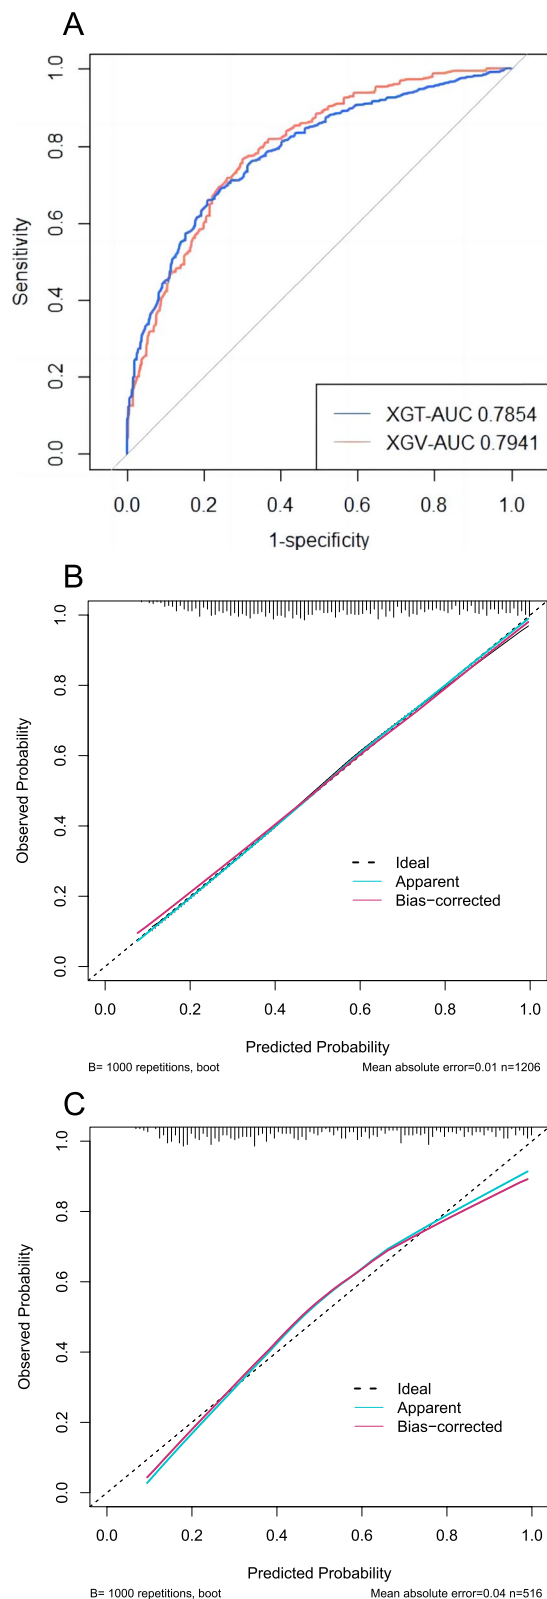 A
1.0
0.8
0.6
0.4
0.2
0.0
Sensitivity
XGT-AUC 0.7854
XGV-AUC 0.7941
0.0 0.2 0.4 0.6 0.8 1.0
1-specificity
B
1.0
0.8
0.6
0.4
0.2
0.0
Observed Probability
Ideal
Apparent
Bias−corrected
0.0 0.2 0.4 0.6 0.8 1.0
Predicted Probability
B= 1000 repetitions, boot Mean absolute error=0.01 n=1206
C
1.0
0.8
0.6
0.4
0.2
0.0
Observed Probability
Ideal
Apparent
Bias−corrected
0.0 0.2 0.4 0.6 0.8 1.0
Predicted Probability
B= 1000 repetitions, boot Mean absolute error=0.04 n=516